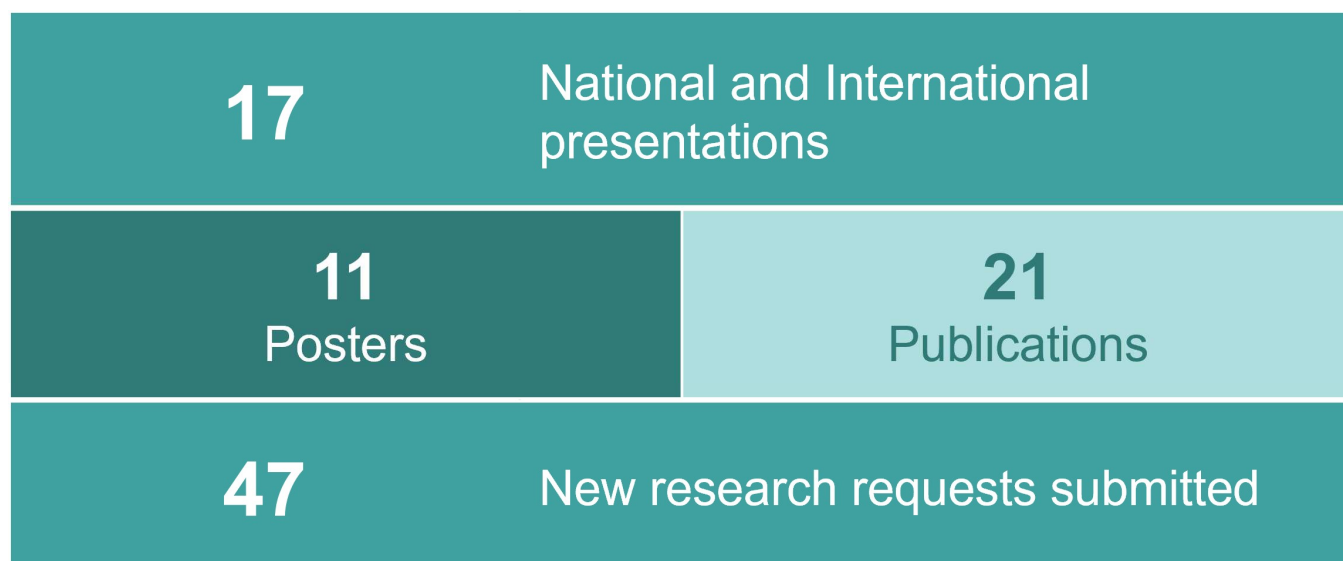 17
National and International
presentations
11
Posters
21
Publications
47
New research requests submitted